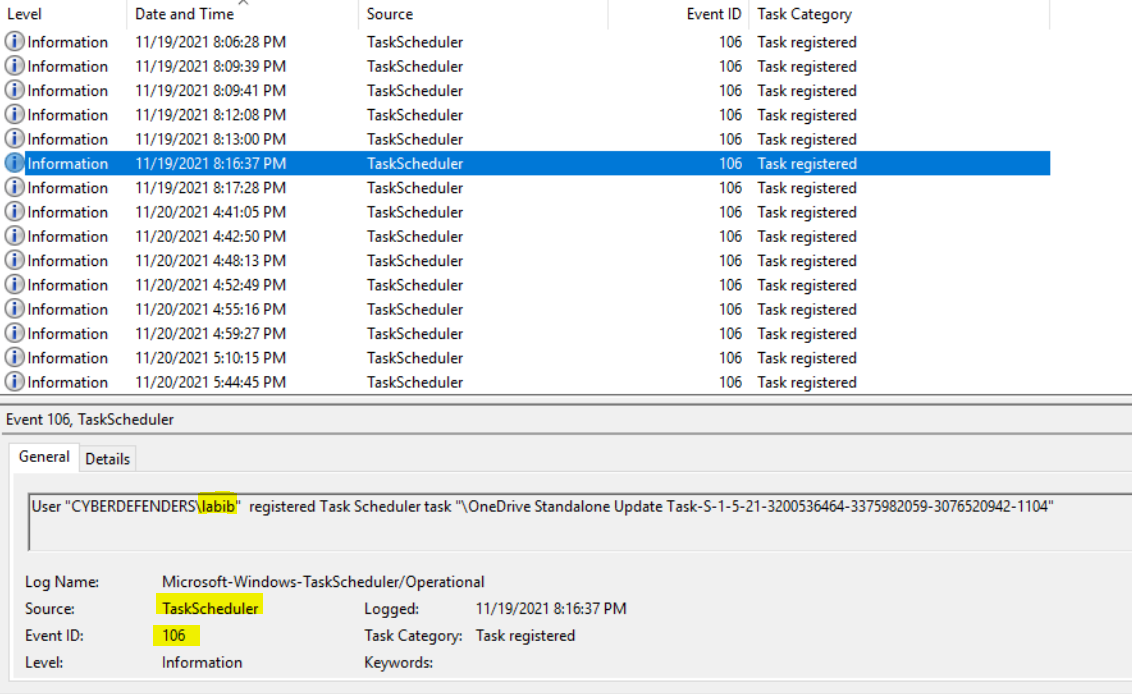 Level Date and Time Source Event ID Task Category
Information 11/19/2021 8:06:28 PM TaskScheduler 106 Task registered
Information 11/19/2021 8:09:39 PM TaskScheduler 106 Task registered
Information 11/19/2021 8:09:41 PM TaskScheduler 106 Task registered
Information 11/19/2021 8:12:08 PM TaskScheduler 106 Task registered
Information 11/19/2021 8:13:00 PM TaskScheduler 106 Task registered
Information 11/19/2021 8:16:37 PM TaskScheduler 106 Task registered
Information 11/19/2021 8:17:28 PM TaskScheduler 106 Task registered
Information 11/20/2021 4:41:05 PM TaskScheduler 106 Task registered
Information 11/20/2021 4:42:50 PM TaskScheduler 106 Task registered
Information 11/20/2021 4:48:13 PM TaskScheduler 106 Task registered
Information 11/20/2021 4:52:49 PM TaskScheduler 106 Task registered
Information 11/20/2021 4:55:16 PM TaskScheduler 106 Task registered
Information 11/20/2021 4:59:27 PM TaskScheduler 106 Task registered
Information 11/20/2021 5:10:15 PM TaskScheduler 106 Task registered
Information 11/20/2021 5:44:45 PM TaskScheduler 106 Task registered
Event 106, TaskScheduler
General Details
User "CYBERDEFENDERS\labib" registered Task Scheduler task "\OneDrive Standalone Update Task-S-1-5-21-3200536464-3375982059-3076520942-1104"
Log Name: Microsoft-Windows-TaskScheduler/Operational
Source: TaskScheduler Logged: 11/19/2021 8:16:37 PM
Event ID: 106 Task Category: Task registered
Level: Information Keywords: